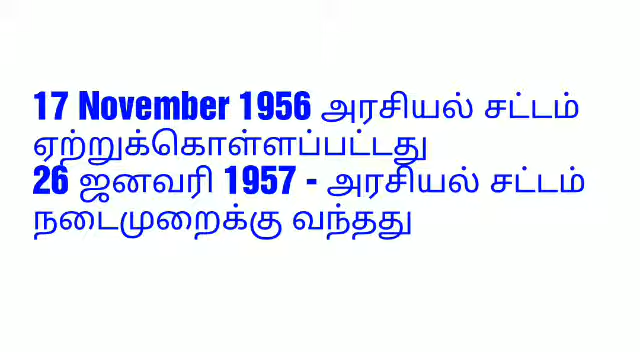 17 November 1956 அரசியல் சட்டம்
ஏற்றுக்கொள்ளப்பட்டது
26 ஜனவரி 1957 - அரசியல் சட்டம்
நடைமுறைக்கு வந்தது